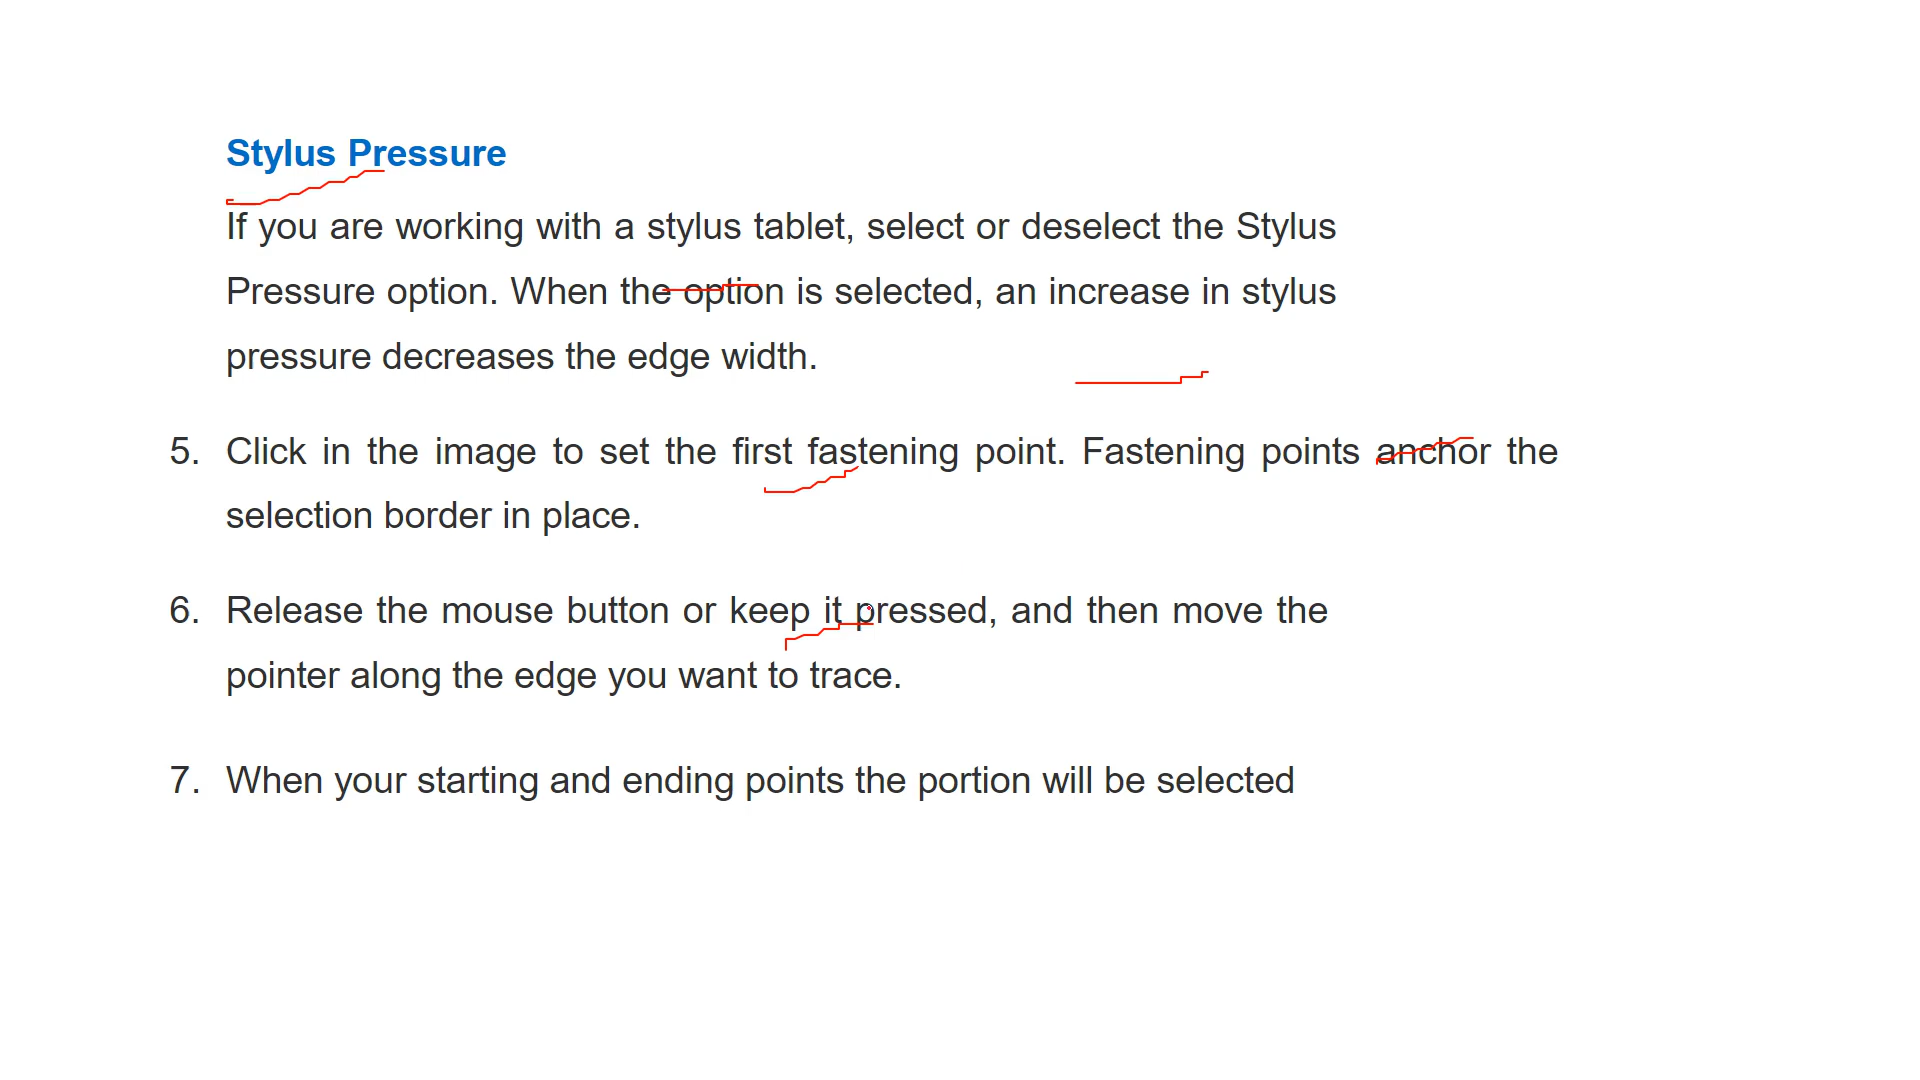 Stylus Pressure
If you are working with a stylus tablet, select or deselect the Stylus
Pressure option. When the option is selected, an increase in stylus
pressure decreases the edge width.
5. Click in the image to set the first fastening point. Fastening points anchor the
selection border in place.
6. Release the mouse button or keep it pressed, and then move the
pointer along the edge you want to trace.
7. When your starting and ending points the portion will be selected